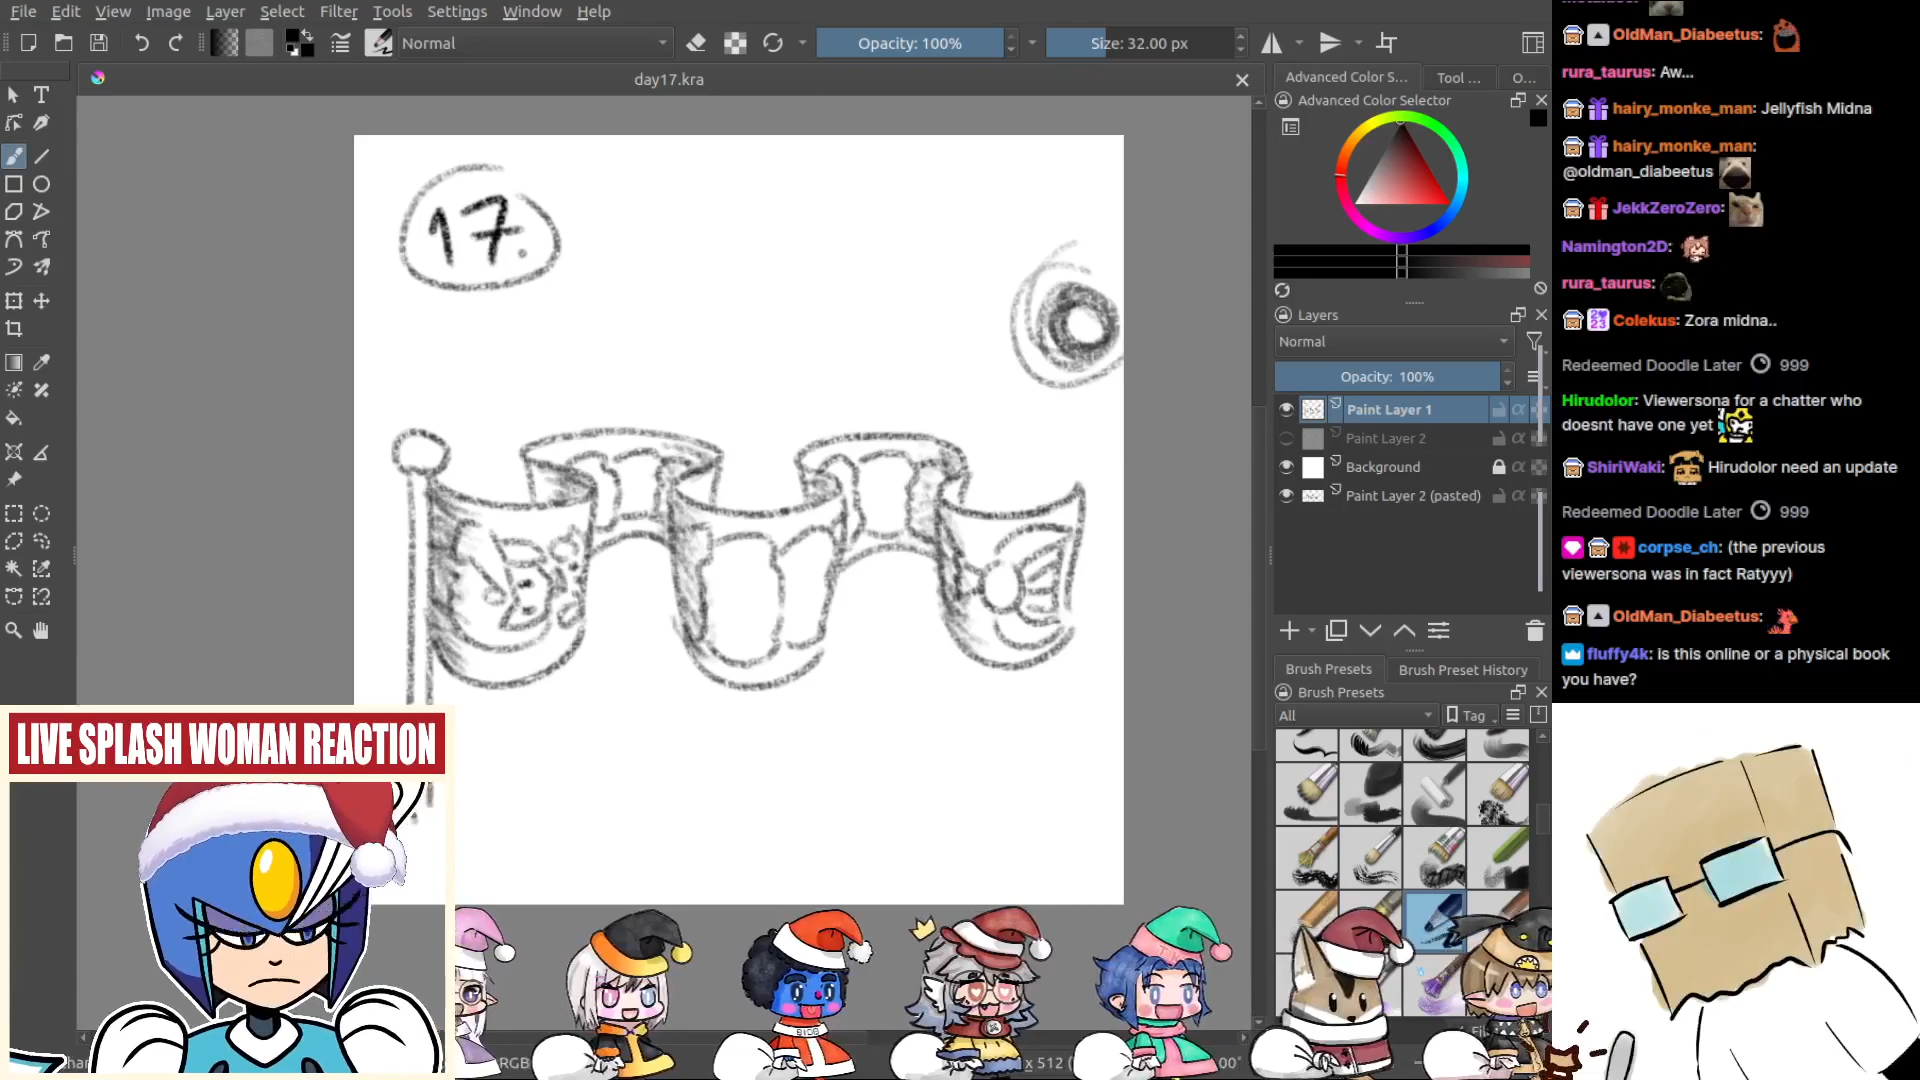 File Edit View Image Layer Select Filter Tools Settings Window Help
Normal
Opacity: 100%
Size: 32.00 px
day17.kra
Advanced Color S...
Tool ...
O...
Advanced Color Selector
17.
Layers
Normal
Opacity: 100%
Paint Layer 1
Paint Layer 2
Background
Paint Layer 2 (pasted)
Brush Presets
Brush Preset History
Brush Presets
All
Tag
OldMan_Diabeetus:
rura_taurus: Aw...
hairy_monke_man: Jellyfish Midna
hairy_monke_man:
@oldman_diabeetus
JekkZeroZero:
Namington2D:
rura_taurus:
Colekus: Zora midna..
Redeemed Doodle Later 999
Hirudolor: Viewersona for a chatter who
doesnt have one yet
ShiriWaki: Hirudolor need an update
Redeemed Doodle Later 999
corpse_ch: (the previous
viewersona was in fact Ratyyy)
OldMan_Diabeetus:
fluffy4k: is this online or a physical book
you have?
LIVE SPLASH WOMAN REACTION
RGB
x 512 (